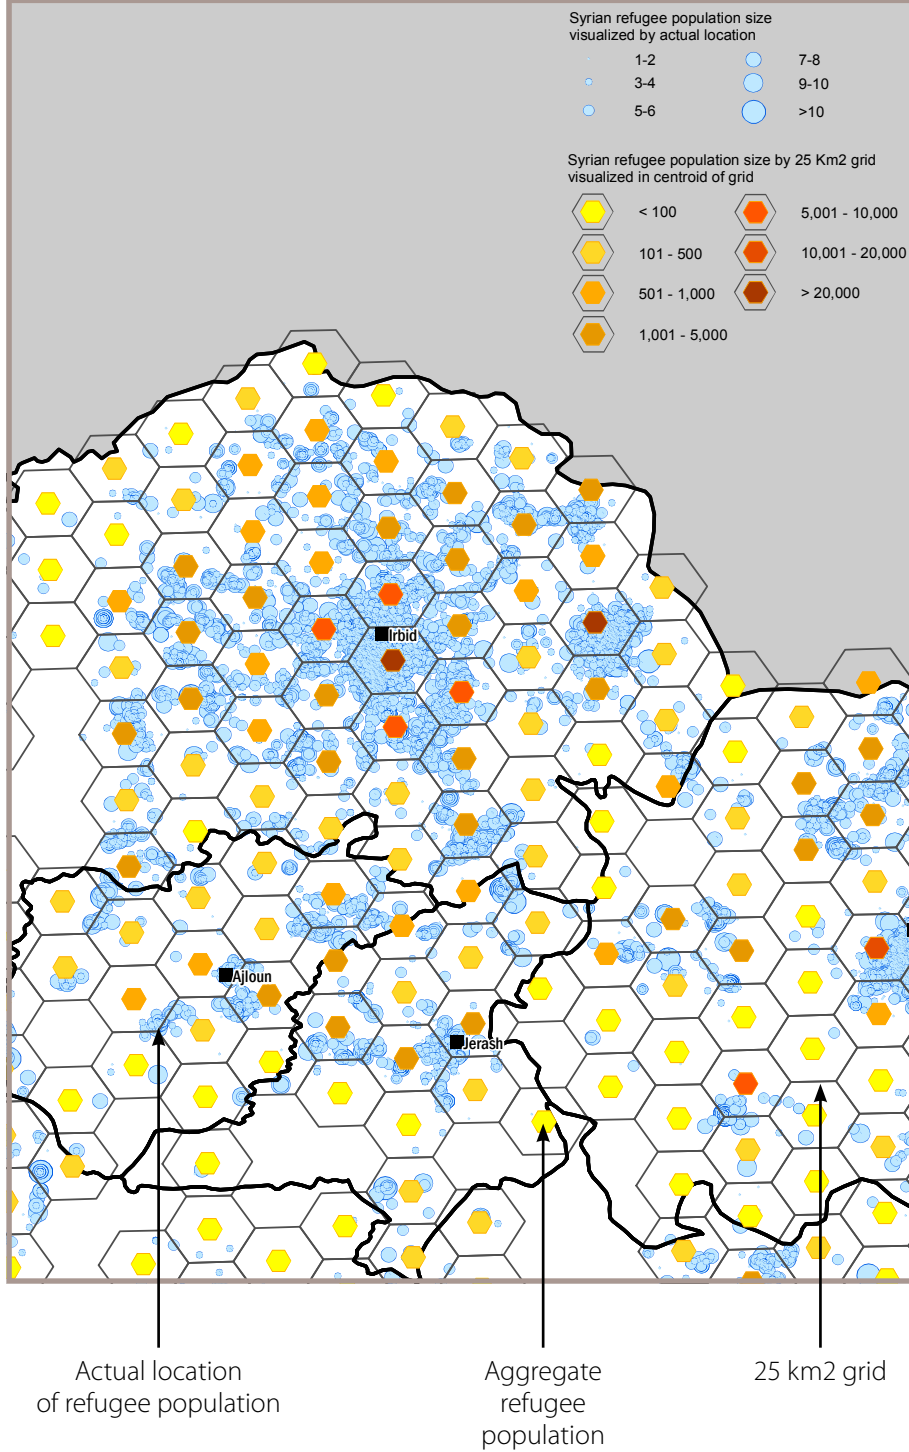 Syrian refugee population size
visualized by actual location
1-2
7-8
3-4
9-10
5-6
>10
Syrian refugee population size by 25 Km2 grid
visualized in centroid of grid
< 100
5,001 - 10,000
101 - 500
10,001 - 20,000
501 - 1,000
> 20,000
1,001 - 5,000
Irbid
Ajloun
Jerash
Actual location
of refugee population
Aggregate
refugee
population
25 km2 grid